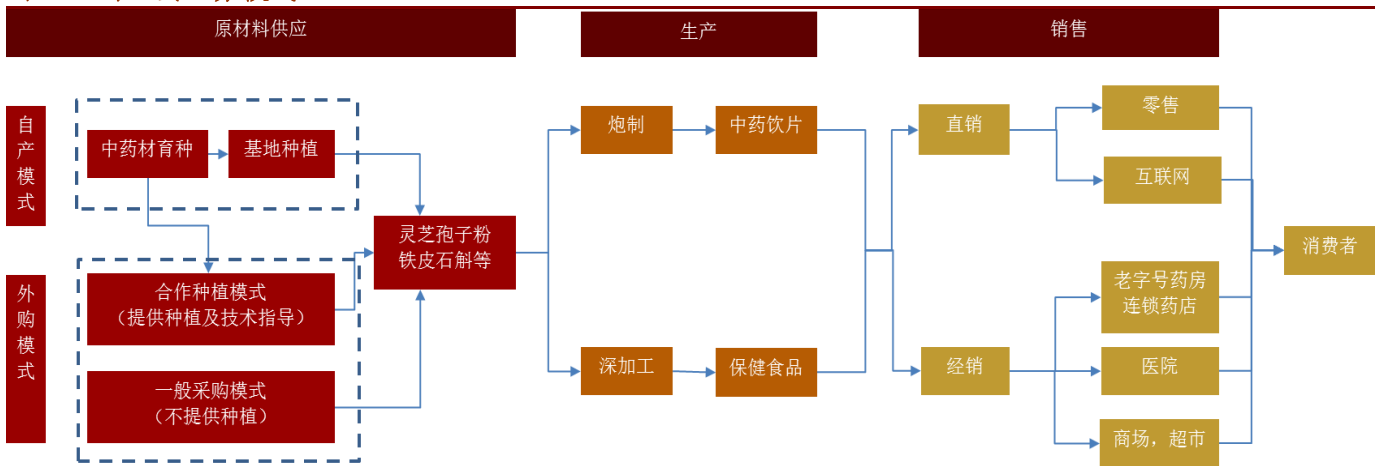 原材料供应
生产
销售
自产模式
中药材育种
基地种植
外购模式
合作种植模式
（提供种植及技术指导）
一般采购模式
（不提供种植）
灵芝孢子粉
铁皮石斛等
炮制
中药饮片
深加工
保健食品
直销
经销
零售
互联网
老字号药房
连锁药店
医院
商场，超市
消费者